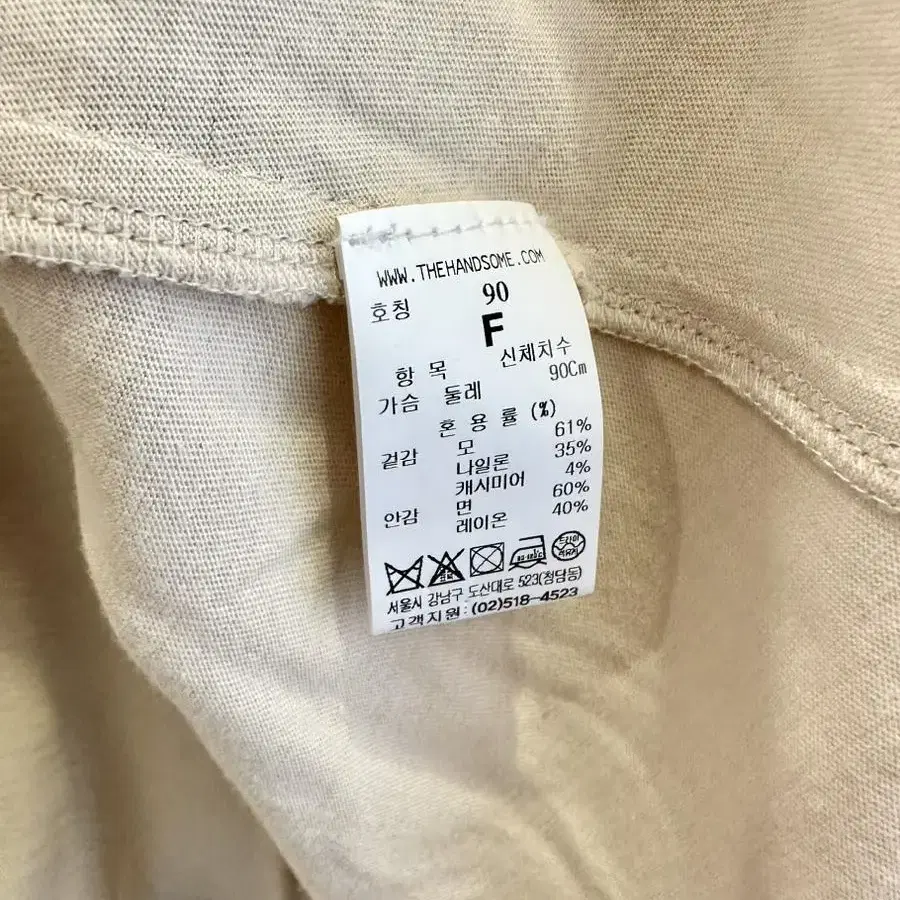 WWW.THEHANDSOME.COM
호칭 90
F
항 목 신체치수
가슴 둘레 90Cm
혼 용 률 (%)
겉감 모 61%
나일론 35%
캐시미어 4%
안감 면 60%
레이온 40%
드라이
서울시 강남구 도산대로 523(청담동)
고객지원: (02)518-4523